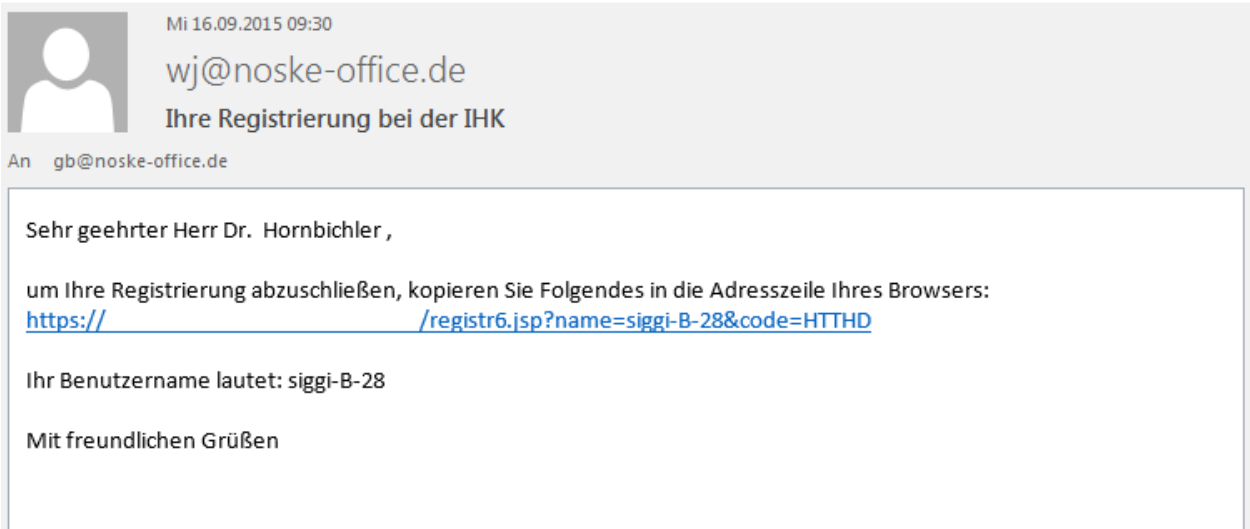 Mi 16.09.2015 09:30
wj@noske-office.de
Ihre Registrierung bei der IHK
An gb@noske-office.de
Sehr geehrter Herr Dr. Hornbichler ,
um Ihre Registrierung abzuschließen, kopieren Sie Folgendes in die Adresszeile Ihres Browsers:
https:// /registr6.jsp?name=siggi-B-28&code=HTTHD
Ihr Benutzername lautet: siggi-B-28
Mit freundlichen Grüßen